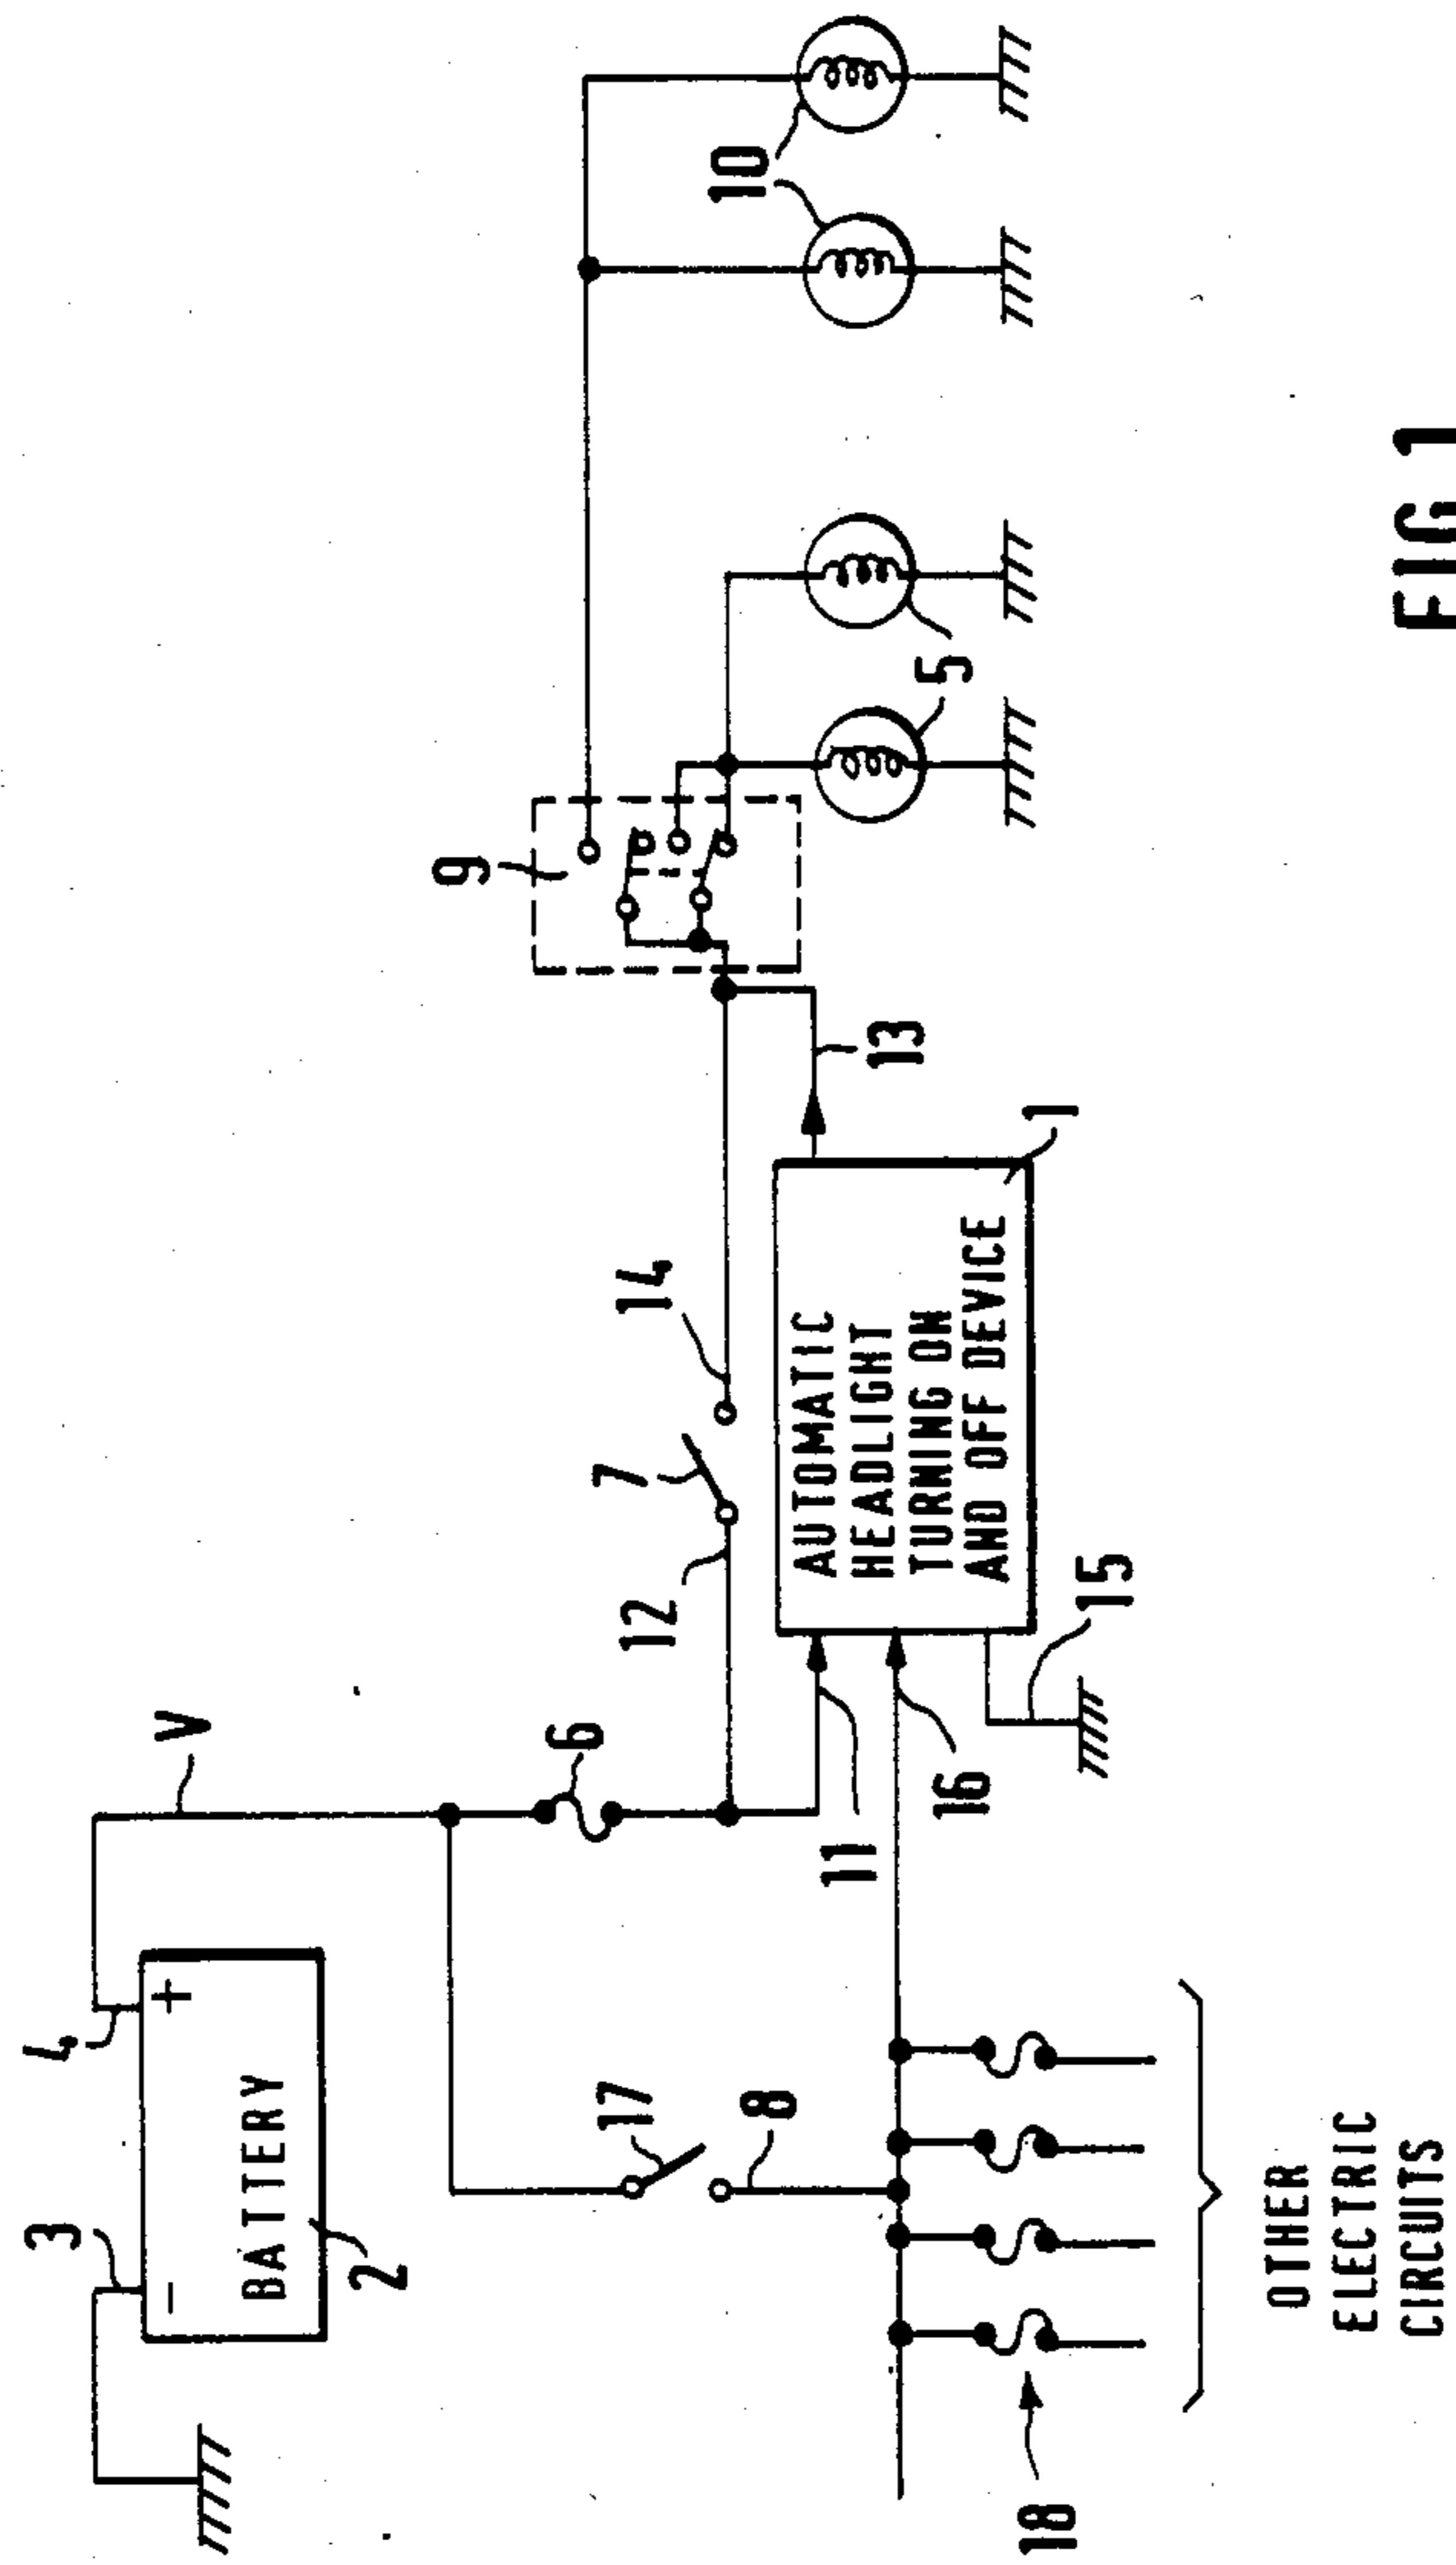 3
4
V
BATTERY
-
+
2
6
12
7
14
9
10
17
8
11
16
15
AUTOMATIC
HEADLIGHT
TURNING ON
AND OFF DEVICE
1
13
5
18
OTHER
ELECTRIC
CIRCUITS
FIG 1